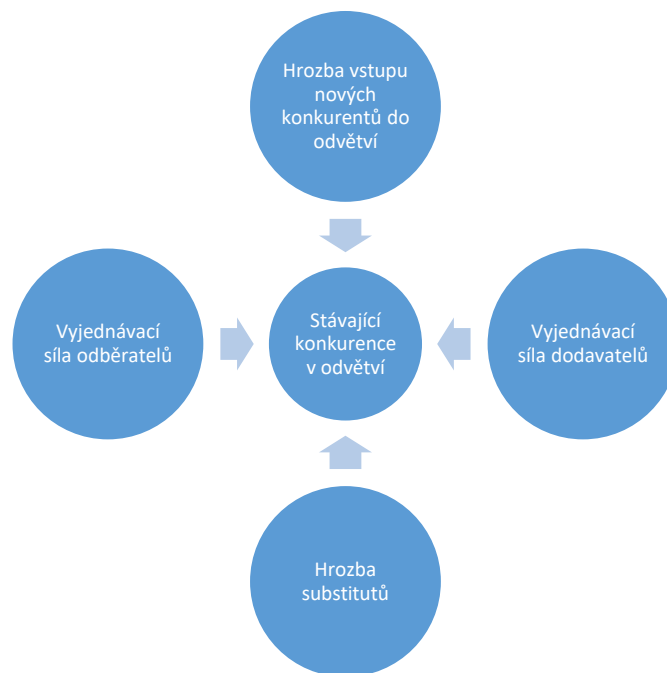 Hrozba vstupu
nových
konkurentů do
odvětví
Vyjednávací
síla odběratelů
Stávající
konkurence
v odvětví
Vyjednávací
síla dodavatelů
Hrozba
substitutů